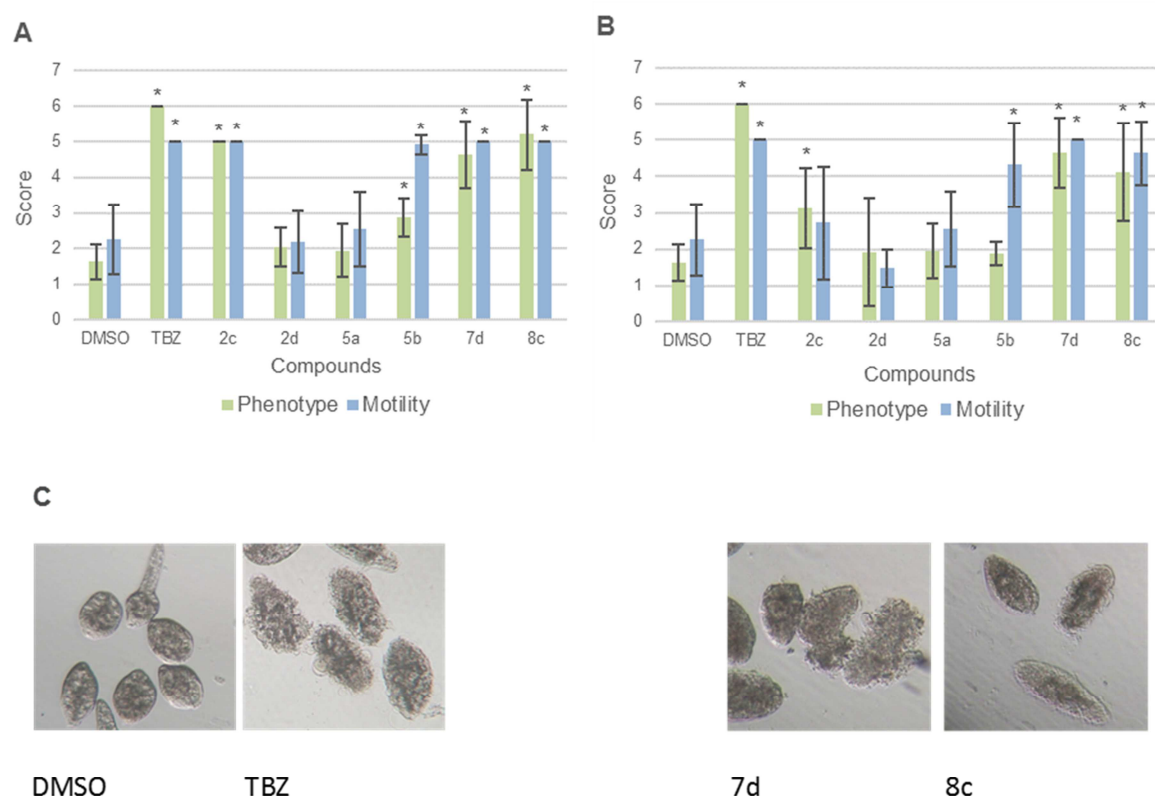 A
7
6
5
4
3
2
1
0
Score
* * * * * * * * * *
DMSO TBZ 2c 2d 5a 5b 7d 8c
Compounds
Phenotype Motility
B
7
6
5
4
3
2
1
0
Score
* * * * * * * *
DMSO TBZ 2c 2d 5a 5b 7d 8c
Compounds
Phenotype Motility
C
DMSO TBZ 7d 8c